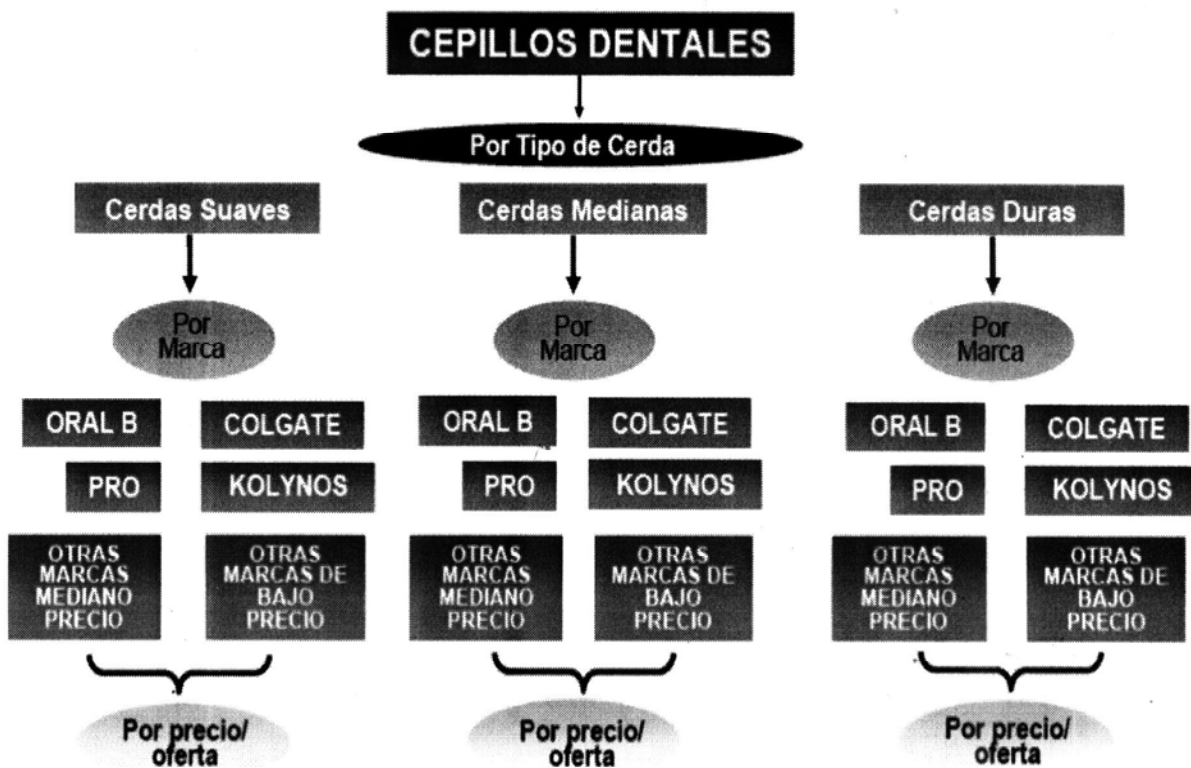 CEPILLOS DENTALES
Por Tipo de Cerda
Cerdas Suaves
Cerdas Medianas
Cerdas Duras
Por
Marca
Por
Marca
Por
Marca
ORAL B
COLGATE
PRO
KOLYNOS
OTRAS
MARCAS
MEDIANO
PRECIO
OTRAS
MARCAS DE
BAJO
PRECIO
ORAL B
COLGATE
PRO
KOLYNOS
OTRAS
MARCAS
MEDIANO
PRECIO
OTRAS
MARCAS DE
BAJO
PRECIO
ORAL B
COLGATE
PRO
KOLYNOS
OTRAS
MARCAS
MEDIANO
PRECIO
OTRAS
MARCAS DE
BAJO
PRECIO
Por precio/
oferta
Por precio/
oferta
Por precio/
oferta